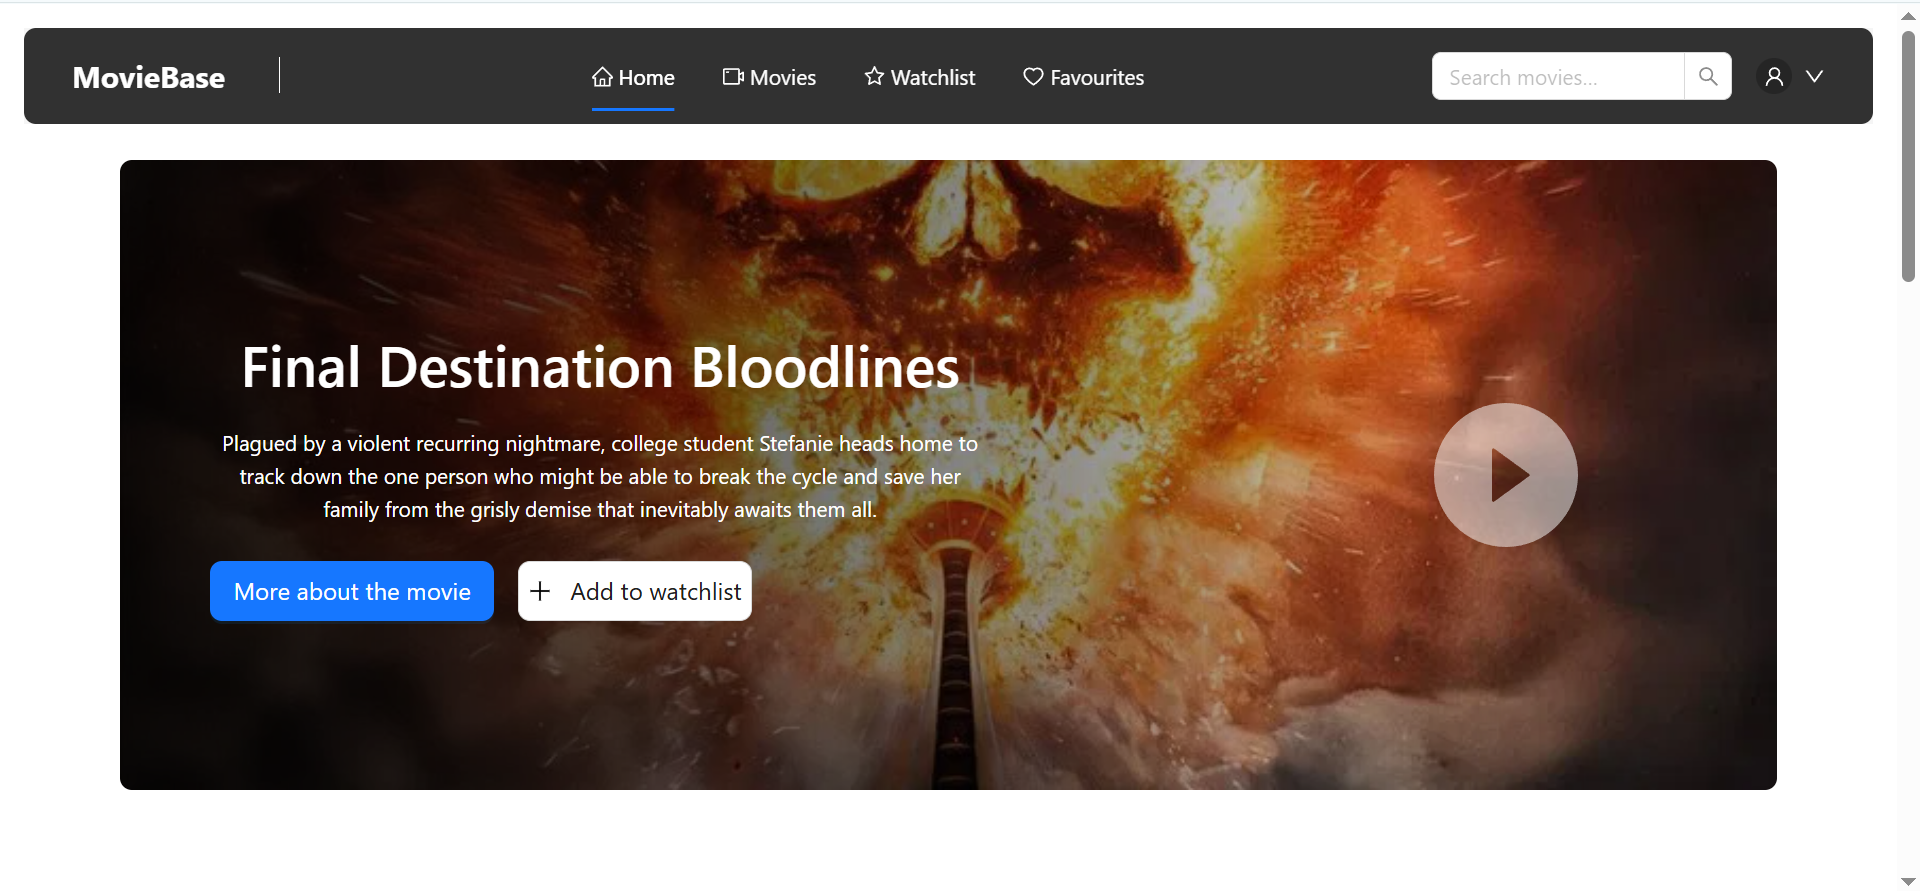 MovieBase
Home
Movies
Watchlist
Favourites
Search movies...
Final Destination Bloodlines
Plagued by a violent recurring nightmare, college student Stefanie heads home to
track down the one person who might be able to break the cycle and save her
family from the grisly demise that inevitably awaits them all.
More about the movie
Add to watchlist